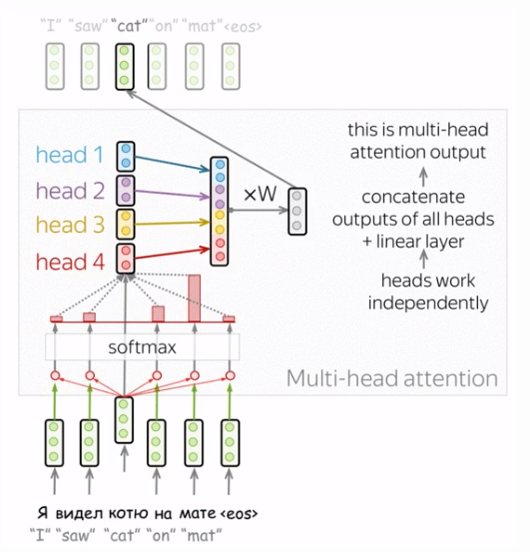 "I" "saw" "cat" "on" "mat" <eos>
head 1
head 2
head 3
head 4
×W
this is multi-head
attention output
concatenate
outputs of all heads
+ linear layer
heads work
independently
softmax
Multi-head attention
Я видел котю на мате <eos>
"I" "saw" "cat" "on" "mat"